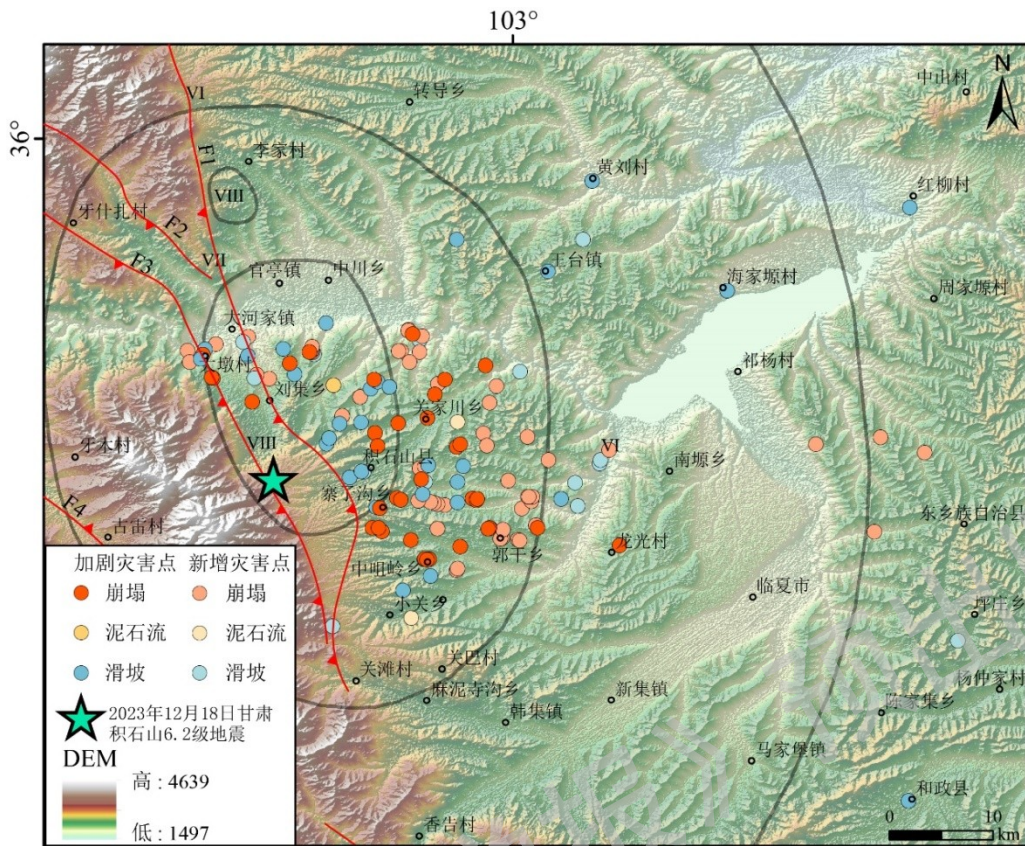 103°
36°
N
VI
转导乡
中山村
F1
李家村
黄刘村
红柳村
VIII
牙什扎村
F2
F3
VII
官亭镇
中川乡
王台镇
海家塬村
周家塬村
大河家镇
大墩村
祁杨村
刘集乡
关家川乡
VIII
VI
牙木村
积石山县
南塬乡
寨子沟乡
F4
古宙村
郭干乡
龙光村
东乡族自治县
中咀岭乡
临夏市
小关乡
坪庄乡
关滩村
关巴村
麻泥寺沟乡
新集镇
杨仲家村
韩集镇
陈家集乡
马家堡镇
和政县
香告村
加剧灾害点 新增灾害点
崩塌 崩塌
泥石流 泥石流
滑坡 滑坡
2023年12月18日甘肃
积石山6.2级地震
DEM
高 : 4639
低 : 1497
0 10
km